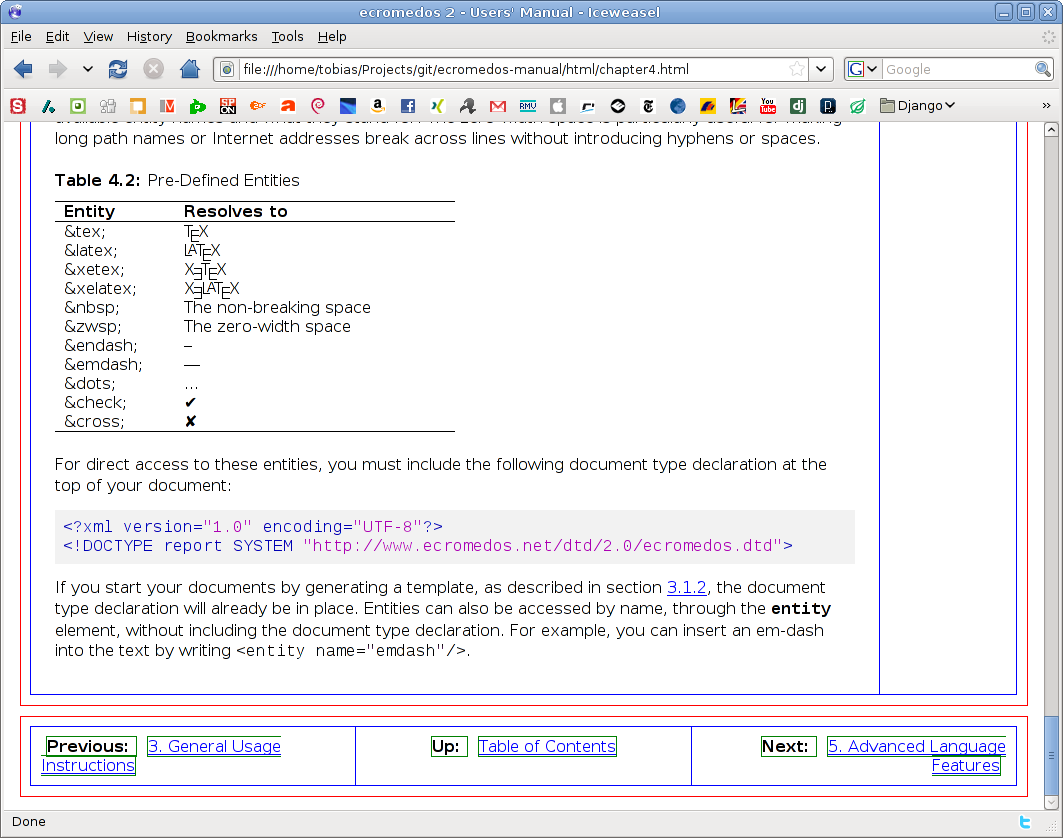 ecromedos 2 - Users' Manual - Iceweasel
File Edit View History Bookmarks Tools Help
file:///home/tobias/Projects/git/ecromedos-manual/html/chapter4.html
Google
Django
long path names or Internet addresses break across lines without introducing hyphens or spaces.
Table 4.2: Pre-Defined Entities
Entity Resolves to
&tex; TEX
&latex; LATEX
&xetex; XƎTEX
&xelatex; XƎLATEX
&nbsp; The non-breaking space
&zwsp; The zero-width space
&endash; –
&emdash; —
&dots; ...
&check; ✔
&cross; ✘
For direct access to these entities, you must include the following document type declaration at the
top of your document:
<?xml version="1.0" encoding="UTF-8"?>
<!DOCTYPE report SYSTEM "http://www.ecromedos.net/dtd/2.0/ecromedos.dtd">
If you start your documents by generating a template, as described in section 3.1.2, the document
type declaration will already be in place. Entities can also be accessed by name, through the entity
element, without including the document type declaration. For example, you can insert an em-dash
into the text by writing <entity name="emdash"/>.
Previous: 3. General Usage
Instructions
Up: Table of Contents
Next: 5. Advanced Language
Features
Done